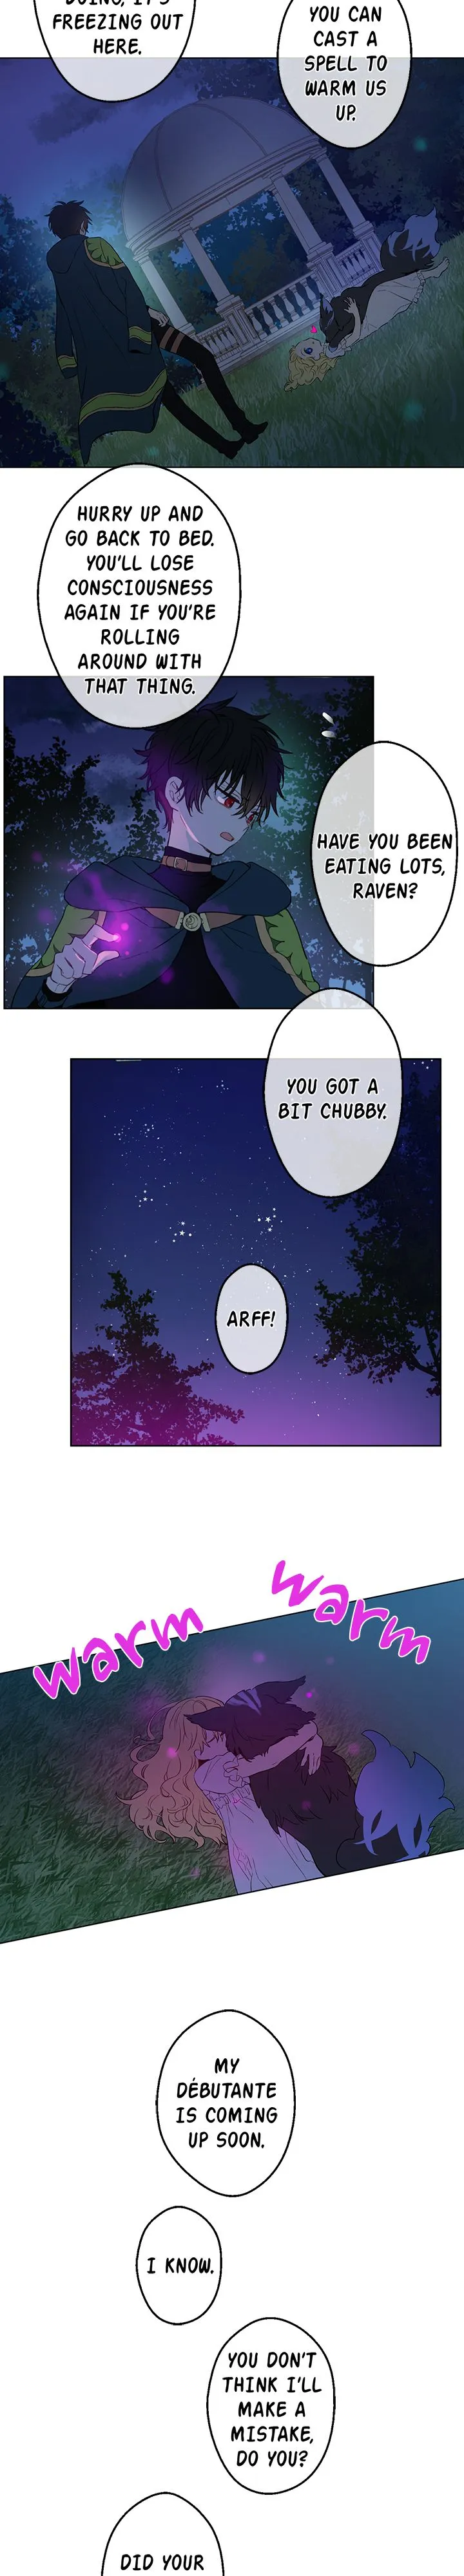 DOING, IT'S
FREEZING OUT
HERE.
YOU CAN
CAST A
SPELL TO
WARM US
UP.
HURRY UP AND
GO BACK TO BED.
YOU'LL LOSE
CONSCIOUSNESS
AGAIN IF YOU'RE
ROLLING
AROUND WITH
THAT THING.
HAVE YOU BEEN
EATING LOTS,
RAVEN?
YOU GOT A
BIT CHUBBY.
ARFF!
warm
warm
MY
DÉBUTANTE
IS COMING
UP SOON.
I KNOW.
YOU DON'T
THINK I'LL
MAKE A
MISTAKE,
DO YOU?
DID YOUR